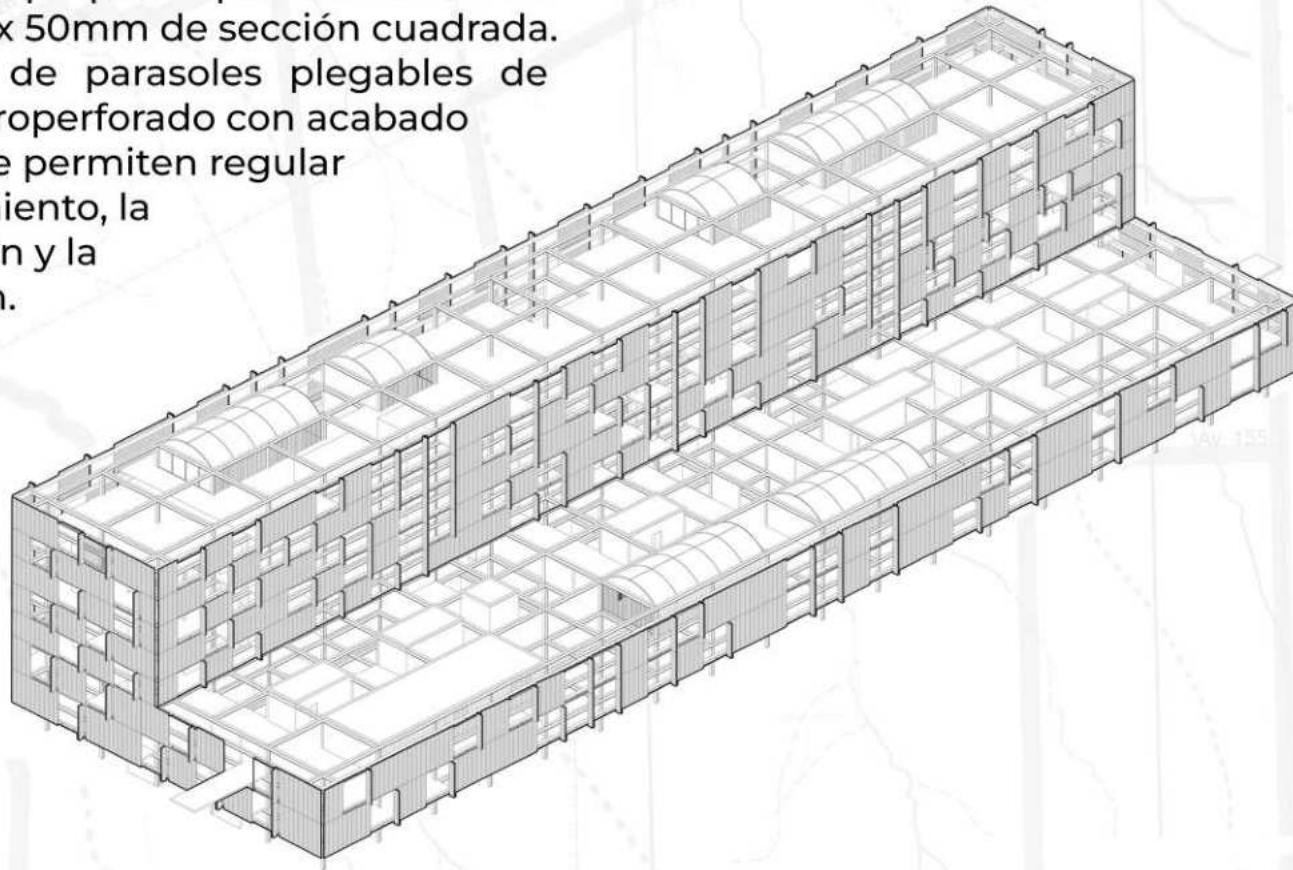 x 50mm de sección cuadrada.
de parasoles plegables de
roperforado con acabado
e permiten regular
iento, la
n y la
n.
Av. 155